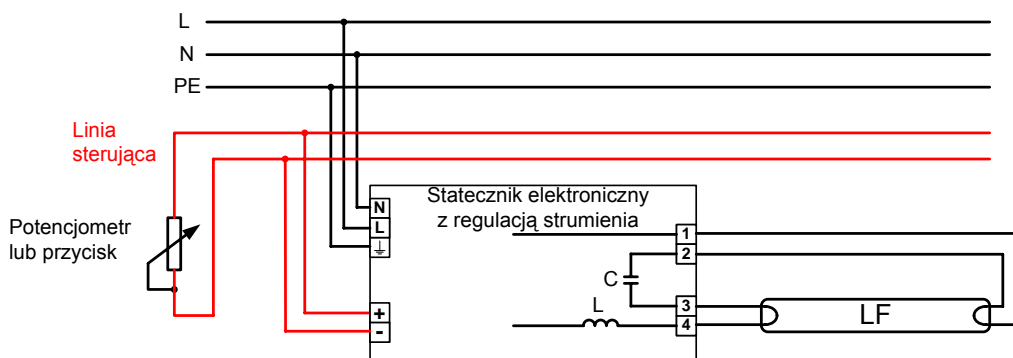 L
N
PE
Linia
sterująca
Potencjometr
lub przycisk
Statecznik elektroniczny
z regulacją strumienia
N
L
+
-
1
2
3
4
C
L
LF